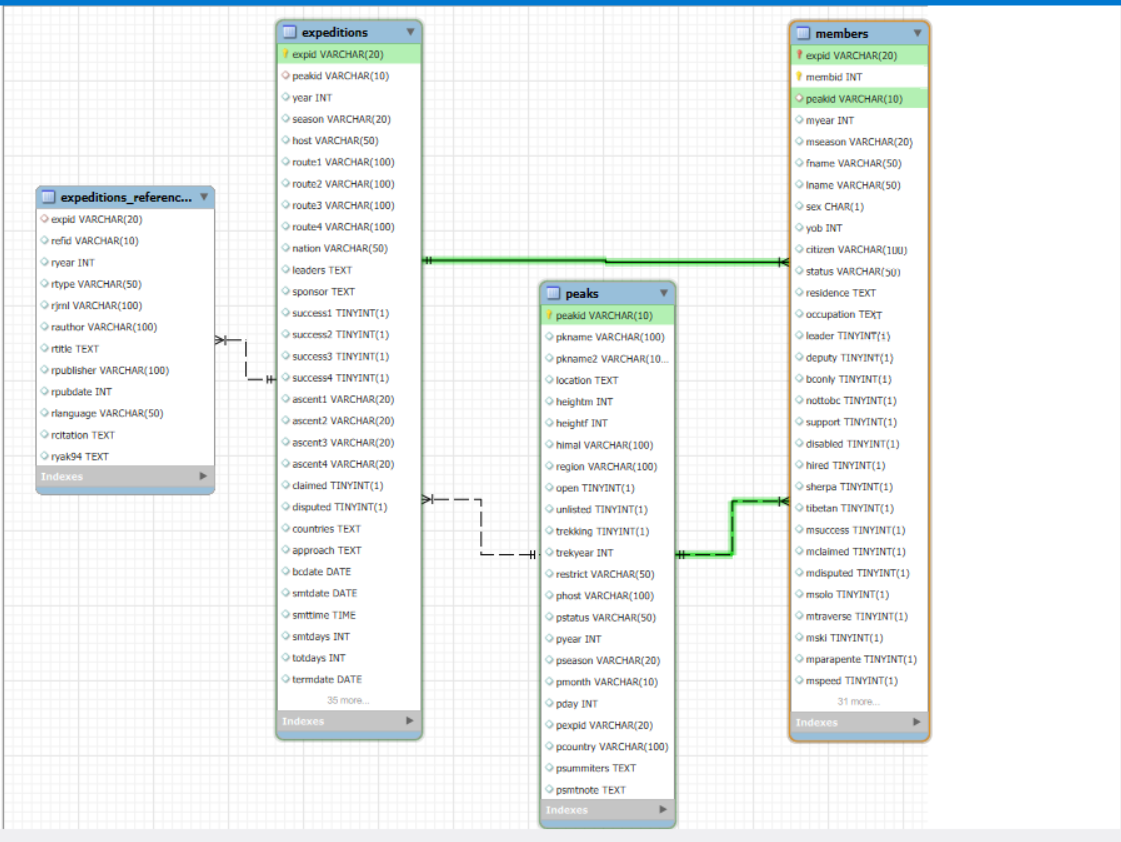 expeditions
expid VARCHAR(20)
peakid VARCHAR(10)
year INT
season VARCHAR(20)
host VARCHAR(50)
route1 VARCHAR(100)
route2 VARCHAR(100)
route3 VARCHAR(100)
route4 VARCHAR(100)
nation VARCHAR(50)
leaders TEXT
sponsor TEXT
success1 TINYINT(1)
success2 TINYINT(1)
success3 TINYINT(1)
success4 TINYINT(1)
ascent1 VARCHAR(20)
ascent2 VARCHAR(20)
ascent3 VARCHAR(20)
ascent4 VARCHAR(20)
claimed TINYINT(1)
disputed TINYINT(1)
countries TEXT
approach TEXT
bcdate DATE
smtdate DATE
smttime TIME
smtdays INT
totdays INT
termdate DATE
35 more...
Indexes
members
expid VARCHAR(20)
membid INT
peakid VARCHAR(10)
myear INT
mseason VARCHAR(20)
fname VARCHAR(50)
lname VARCHAR(50)
sex CHAR(1)
yob INT
citizen VARCHAR(100)
status VARCHAR(50)
residence TEXT
occupation TEXT
leader TINYINT(1)
deputy TINYINT(1)
bconly TINYINT(1)
nottobc TINYINT(1)
support TINYINT(1)
disabled TINYINT(1)
hired TINYINT(1)
sherpa TINYINT(1)
tibetan TINYINT(1)
msuccess TINYINT(1)
mclaimed TINYINT(1)
mdisputed TINYINT(1)
msolo TINYINT(1)
mtraverse TINYINT(1)
mski TINYINT(1)
mparapente TINYINT(1)
mspeed TINYINT(1)
31 more...
Indexes
expeditions_referenc...
expid VARCHAR(20)
refid VARCHAR(10)
ryear INT
rtype VARCHAR(50)
rjrnl VARCHAR(100)
rauthor VARCHAR(100)
rtitle TEXT
rpublisher VARCHAR(100)
rpubdate INT
rlanguage VARCHAR(50)
rcitation TEXT
ryak94 TEXT
Indexes
peaks
peakid VARCHAR(10)
pkname VARCHAR(100)
pkname2 VARCHAR(10...
location TEXT
heightm INT
heightf INT
himal VARCHAR(100)
region VARCHAR(100)
open TINYINT(1)
unlisted TINYINT(1)
trekking TINYINT(1)
trekyear INT
restrict VARCHAR(50)
phost VARCHAR(100)
pstatus VARCHAR(50)
pyear INT
pseason VARCHAR(20)
pmonth VARCHAR(10)
pday INT
pexpid VARCHAR(20)
pcountry VARCHAR(100)
psummiters TEXT
psmtnote TEXT
Indexes